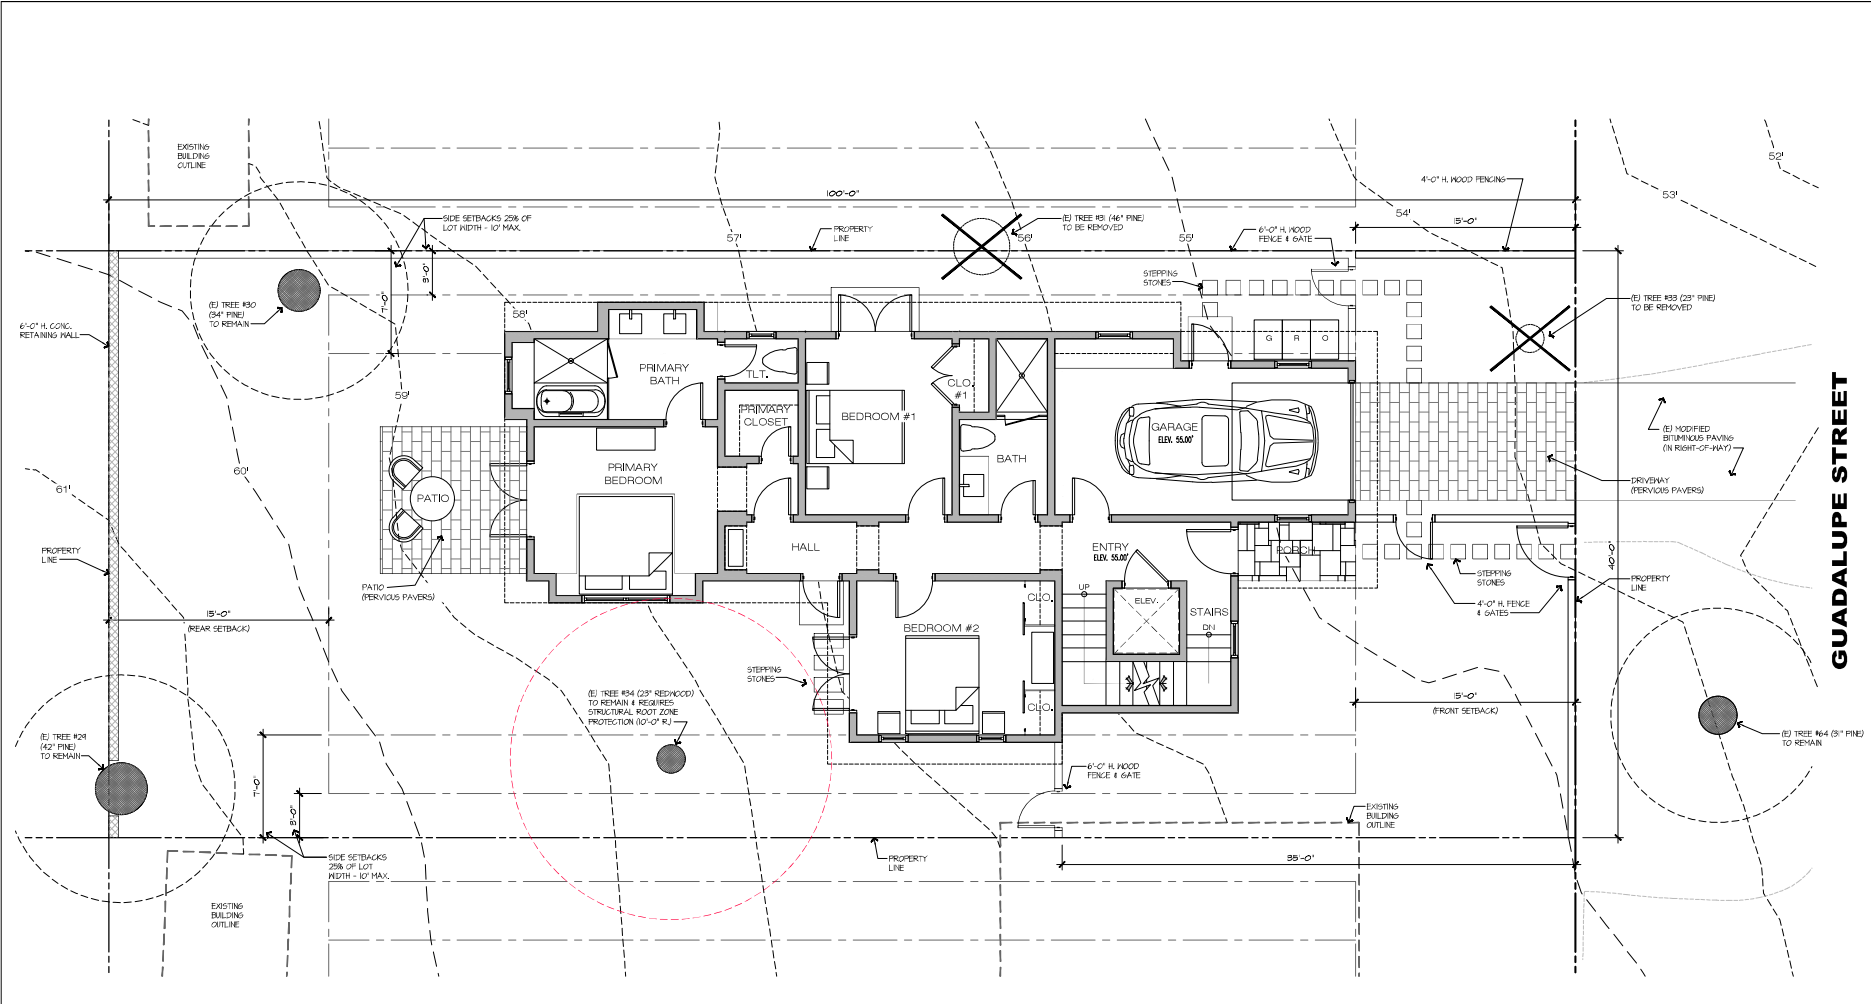 EXISTING
BUILDING
OUTLINE
52'
53'
4'-0" H. WOOD FENCING
100'-0"
54'
15'-0"
SIDE SETBACKS 25% OF
LOT WIDTH - 10' MAX.
PROPERTY
LINE
57'
(E) TREE #31 (46" PINE)
TO BE REMOVED
56'
55'
6'-0" H. WOOD
FENCE & GATE
3'-0"
7'-0"
STEPPING
STONES
(E) TREE #30
(34" PINE)
TO REMAIN
(E) TREE #33 (23" PINE)
TO BE REMOVED
6'-0" H. CONC.
RETAINING WALL
58'
G R O
PRIMARY
BATH
TLT.
CLO.
#1
59'
PRIMARY
CLOSET
BEDROOM #1
GARAGE
ELEV. 55.00'
(E) MODIFIED
BITUMINOUS PAVING
(IN RIGHT-OF-WAY)
GUADALUPE STREET
60'
PRIMARY
BEDROOM
BATH
61'
PATIO
DRIVEWAY
(PERVIOUS PAVERS)
HALL
ENTRY
ELEV. 55.00'
PORCH
PROPERTY
LINE
40'-0"
STEPPING
STONES
PROPERTY
LINE
PATIO
(PERVIOUS PAVERS)
UP
CLO.
ELEV.
STAIRS
4'-0" H. FENCE
& GATES
15'-0"
(REAR SETBACK)
BEDROOM #2
DN
STEPPING
STONES
(E) TREE #34 (23" REDWOOD)
TO REMAIN & REQUIRES
STRUCTURAL ROOT ZONE
PROTECTION (10'-0" R.)
CLO.
15'-0"
(FRONT SETBACK)
(E) TREE #29
(42" PINE)
TO REMAIN
(E) TREE #64 (31" PINE)
TO REMAIN
7'-0"
3'-0"
6'-0" H. WOOD
FENCE & GATE
EXISTING
BUILDING
OUTLINE
SIDE SETBACKS
25% OF LOT
WIDTH - 10' MAX.
PROPERTY
LINE
35'-0"
EXISTING
BUILDING
OUTLINE